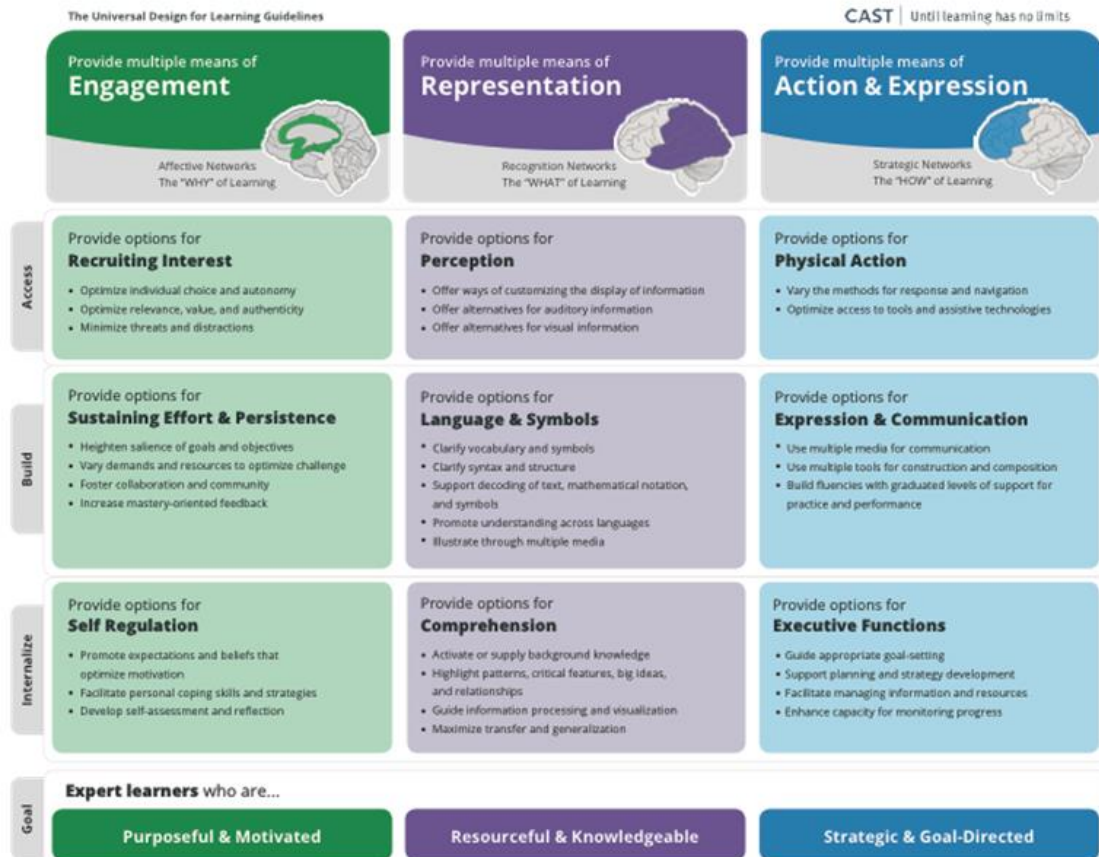 The Universal Design for Learning Guidelines
CAST | Until learning has no limits
Provide multiple means of
Engagement
Affective Networks
The "WHY" of Learning
Provide multiple means of
Representation
Recognition Networks
The "WHAT" of Learning
Provide multiple means of
Action & Expression
Strategic Networks
The "HOW" of Learning
Access
Provide options for
Recruiting Interest
• Optimize individual choice and autonomy
• Optimize relevance, value, and authenticity
• Minimize threats and distractions
Provide options for
Perception
• Offer ways of customizing the display of information
• Offer alternatives for auditory information
• Offer alternatives for visual information
Provide options for
Physical Action
• Vary the methods for response and navigation
• Optimize access to tools and assistive technologies
Build
Provide options for
Sustaining Effort & Persistence
• Heighten salience of goals and objectives
• Vary demands and resources to optimize challenge
• Foster collaboration and community
• Increase mastery-oriented feedback
Provide options for
Language & Symbols
• Clarify vocabulary and symbols
• Clarify syntax and structure
• Support decoding of text, mathematical notation,
and symbols
• Promote understanding across languages
• Illustrate through multiple media
Provide options for
Expression & Communication
• Use multiple media for communication
• Use multiple tools for construction and composition
• Build fluencies with graduated levels of support for
practice and performance
Internalize
Provide options for
Self Regulation
• Promote expectations and beliefs that
optimize motivation
• Facilitate personal coping skills and strategies
• Develop self-assessment and reflection
Provide options for
Comprehension
• Activate or supply background knowledge
• Highlight patterns, critical features, big ideas,
and relationships
• Guide information processing and visualization
• Maximize transfer and generalization
Provide options for
Executive Functions
• Guide appropriate goal-setting
• Support planning and strategy development
• Facilitate managing information and resources
• Enhance capacity for monitoring progress
Goal
Expert learners who are...
Purposeful & Motivated
Resourceful & Knowledgeable
Strategic & Goal-Directed